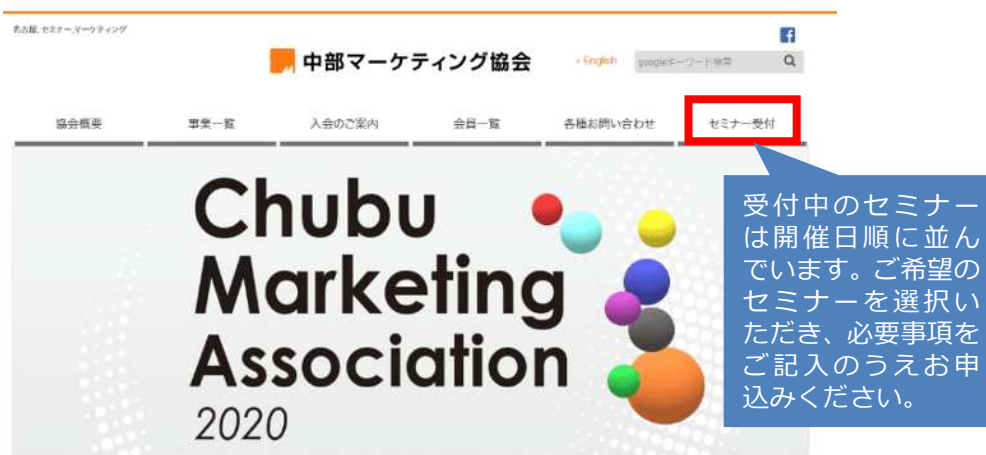 名古屋,セミナー,マーケティング
中部マーケティング協会
English
googleキーワード検索
協会概要
事業一覧
入会のご案内
会員一覧
各種お問い合わせ
セミナー受付
Chubu
Marketing
Association
2020
受付中のセミナー
は開催日順に並ん
でいます。ご希望の
セミナーを選択い
ただき、必要事項を
ご記入のうえお申
込みください。